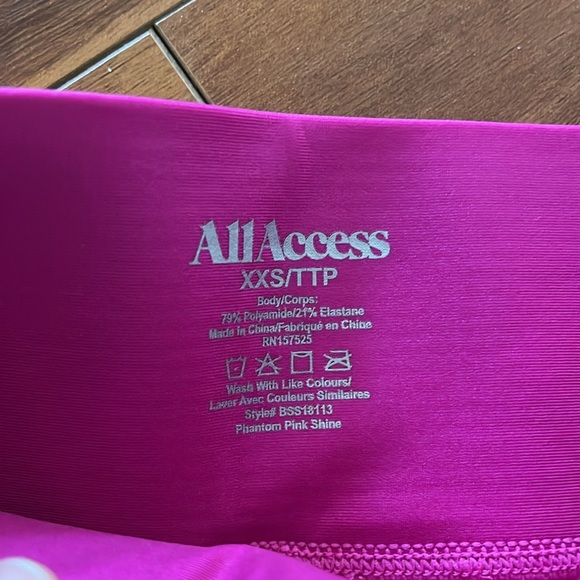 AllAccess
XXS/TTP
Body/Corps:
79% Polyamide/21% Elastane
Made in China/Fabriqué en Chine
RN157525
Wash With Like Colours/
Laver Avec Couleurs Similaires
Style# BSS18113
Phantom Pink Shine